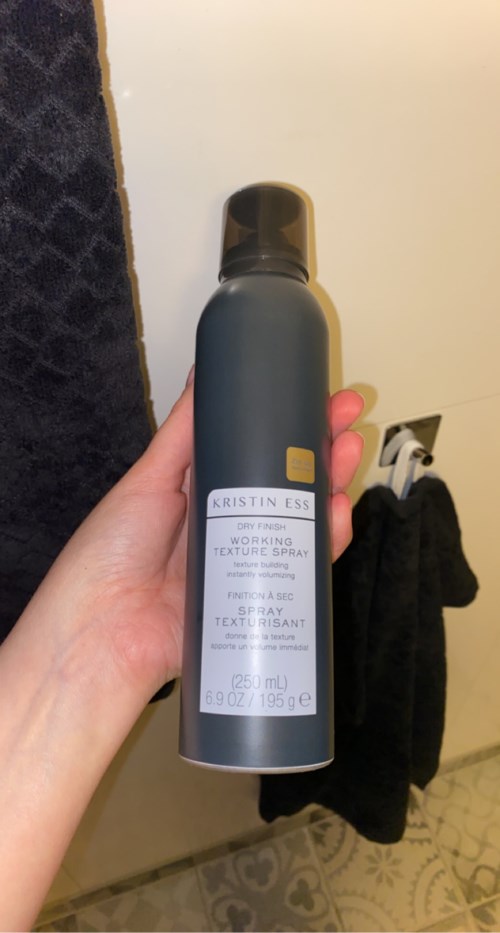 KRISTIN ESS
DRY FINISH
WORKING
TEXTURE SPRAY
texture building
instantly volumizing
FINITION À SEC
SPRAY
TEXTURISANT
donne de la texture
apporte un volume immédiat
(250 mL)
6.9 OZ / 195 g ℮